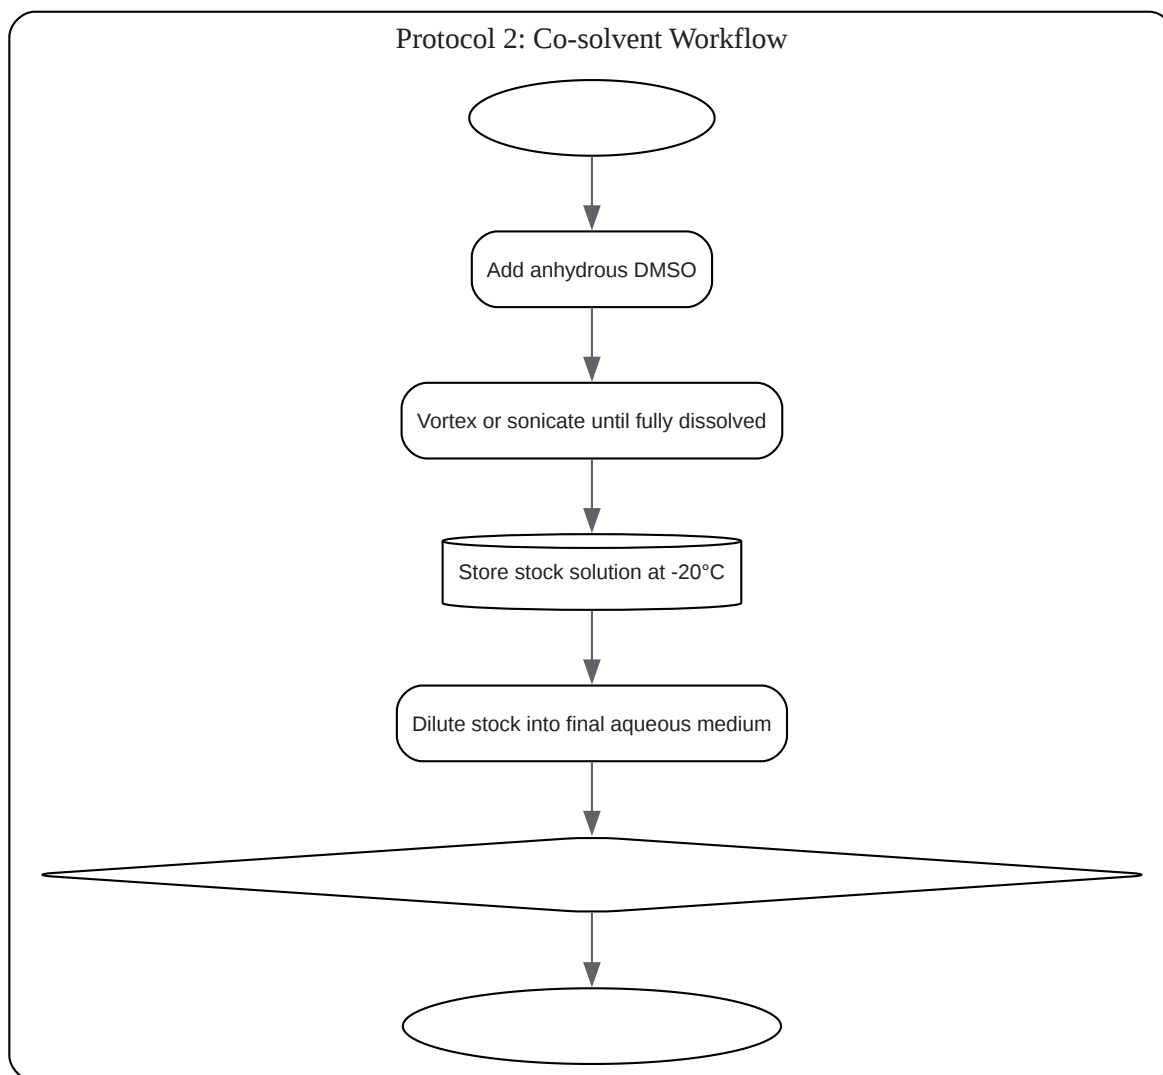 Protocol 2: Co-solvent Workflow
Add anhydrous DMSO
Vortex or sonicate until fully dissolved
Store stock solution at -20°C
Dilute stock into final aqueous medium